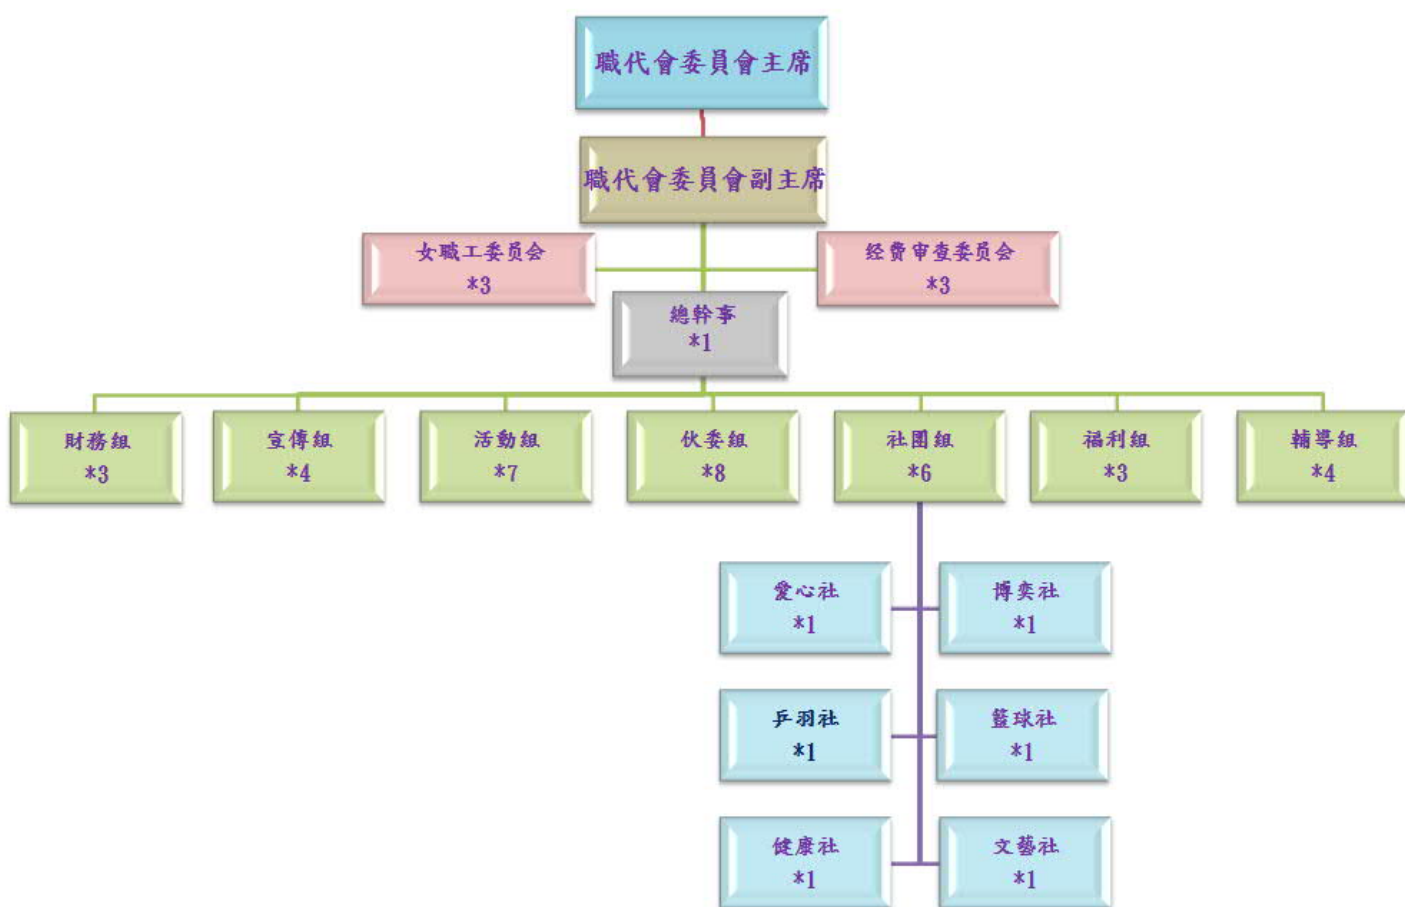 職代會委員會主席
職代會委員會副主席
女職工委员会
*3
经费审查委员会
*3
總幹事
*1
財務組
*3
宣傳組
*4
活動組
*7
伙委組
*8
社團組
*6
福利組
*3
輔導組
*4
愛心社
*1
博奕社
*1
乒羽社
*1
籃球社
*1
健康社
*1
文藝社
*1